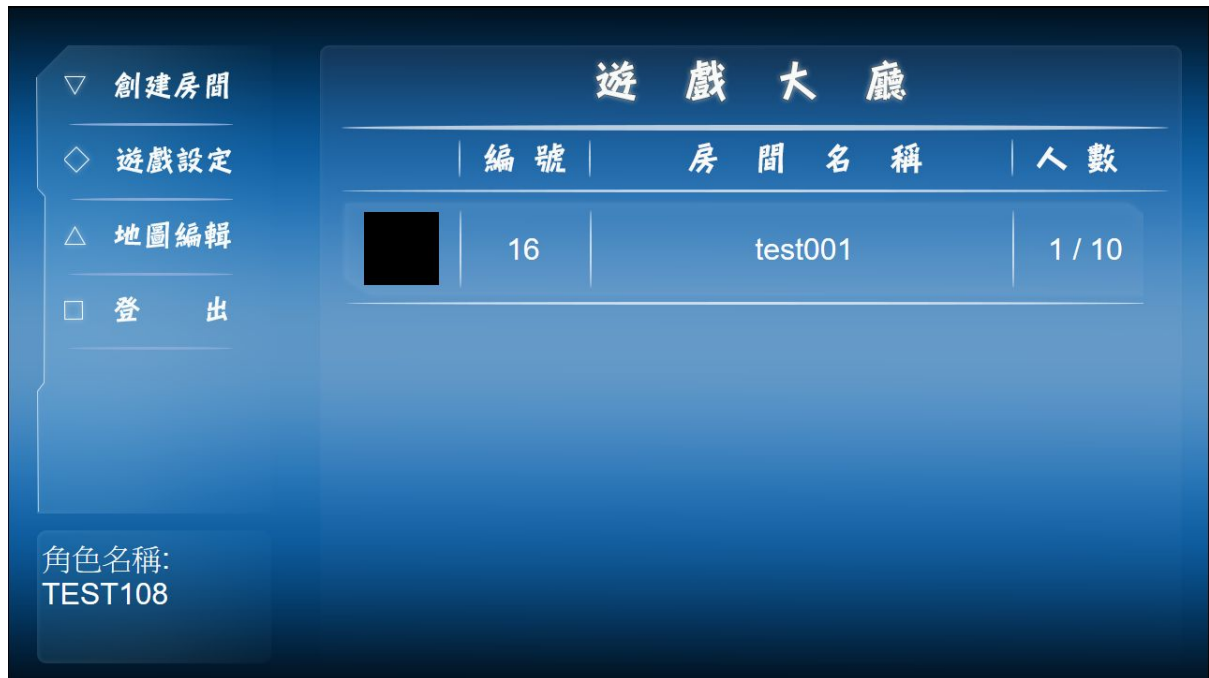 創建房間
遊戲設定
地圖編輯
登 出
角色名稱:
TEST108
遊戲大廳
編號 房間名稱 人數
16 test001 1 / 10